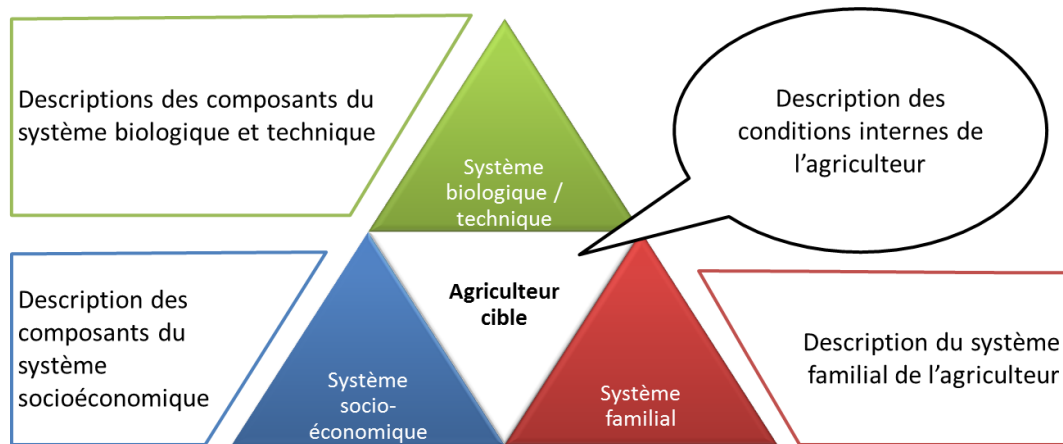 Descriptions des composants du
système biologique et technique
Description des
conditions internes de
l'agriculteur
Système
biologique /
technique
Description des
composants du
système
socioéconomique
Agriculteur
cible
Description du système
familial de l'agriculteur
Système
socio-
économique
Système
familial